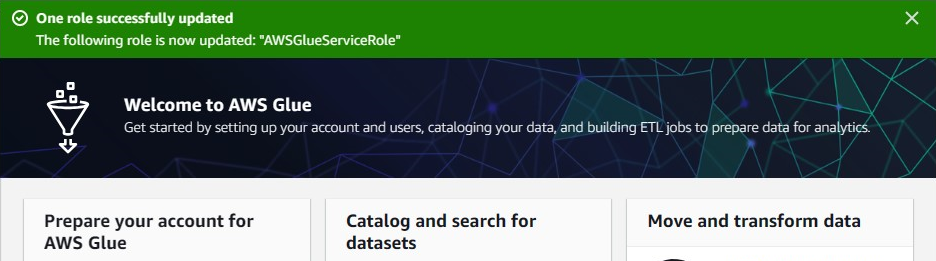 One role successfully updated
The following role is now updated: "AWSGlueServiceRole"
Welcome to AWS Glue
Get started by setting up your account and users, cataloging your data, and building ETL jobs to prepare data for analytics.
Prepare your account for
AWS Glue
Catalog and search for
datasets
Move and transform data